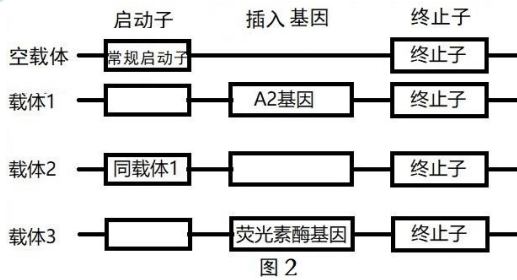 启动子 插入基因 终止子
空载体 常规启动子 终止子
载体1 A2基因 终止子
载体2 同载体1 终止子
载体3 荧光素酶基因 终止子
图2